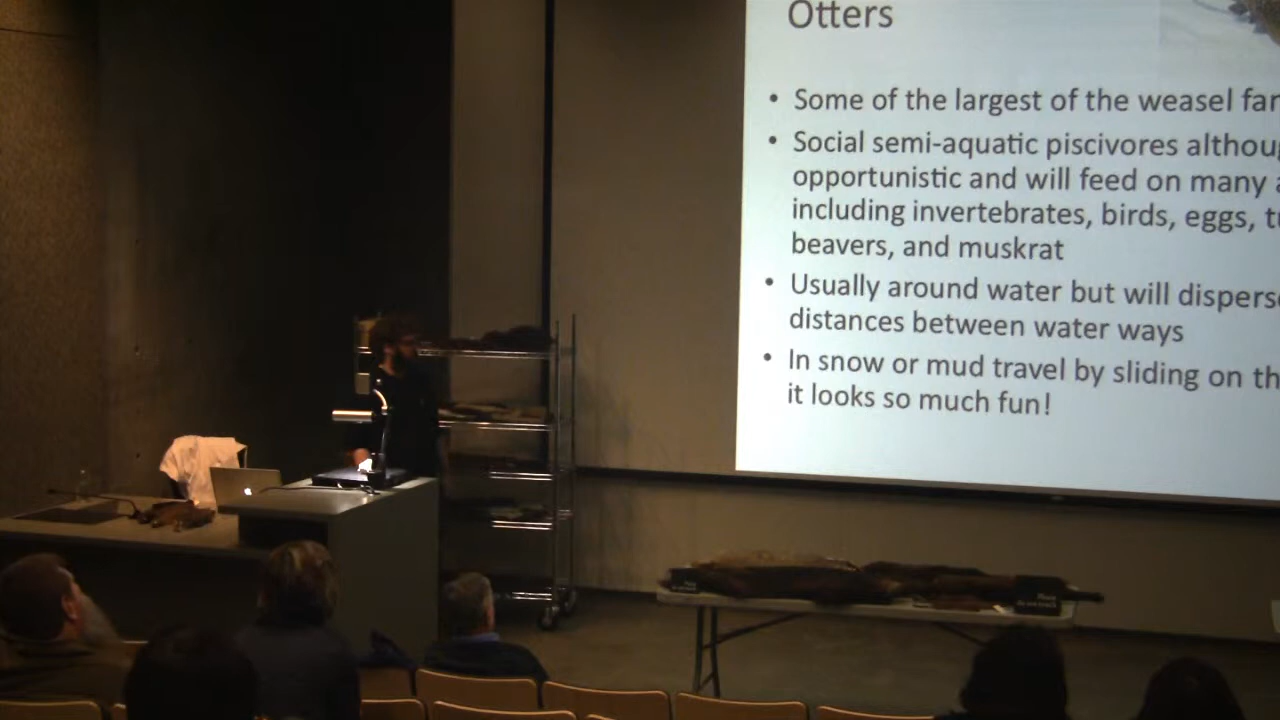 Otters
• Some of the largest of the weasel fa
• Social semi-aquatic piscivores althou
opportunistic and will feed on many
including invertebrates, birds, eggs,
beavers, and muskrat
• Usually around water but will disperse
distances between water ways
• In snow or mud travel by sliding on th
it looks so much fun!